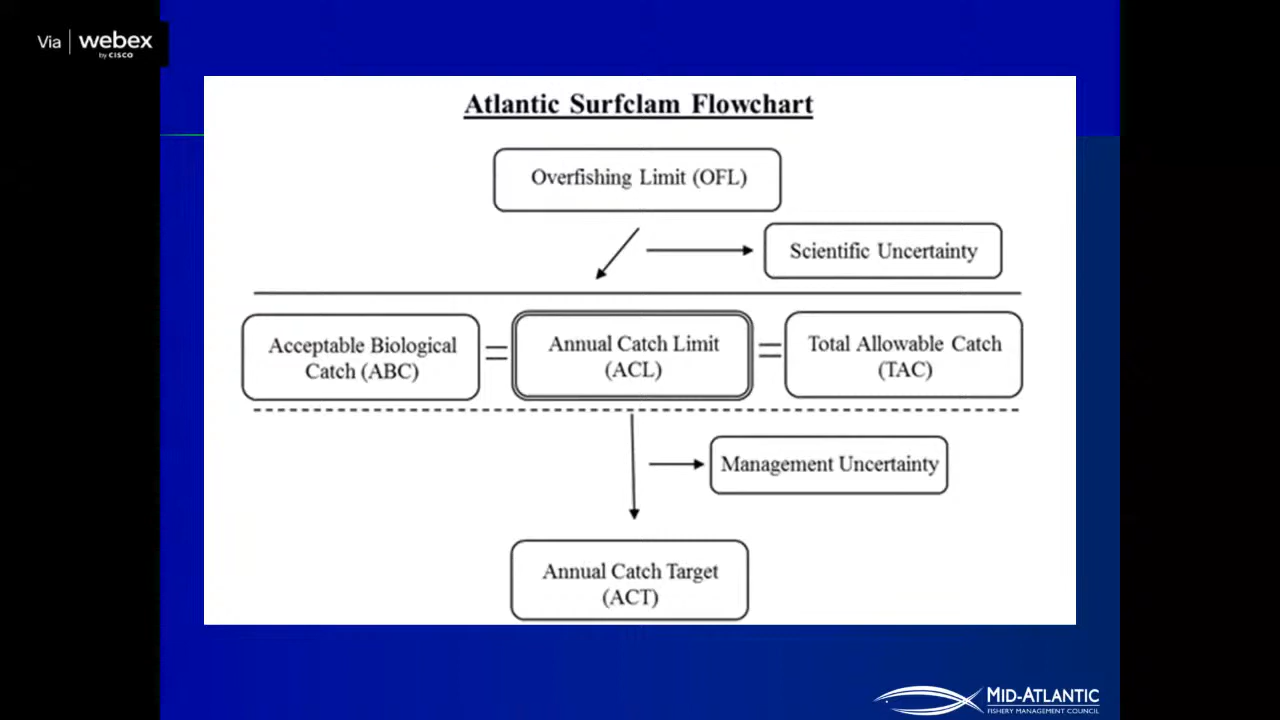 Via webex
by CISCO
Atlantic Surfclam Flowchart
Overfishing Limit (OFL)
Scientific Uncertainty
Acceptable Biological
Catch (ABC)
=
Annual Catch Limit
(ACL)
=
Total Allowable Catch
(TAC)
Management Uncertainty
Annual Catch Target
(ACT)
MID-ATLANTIC
FISHERY MANAGEMENT COUNCIL